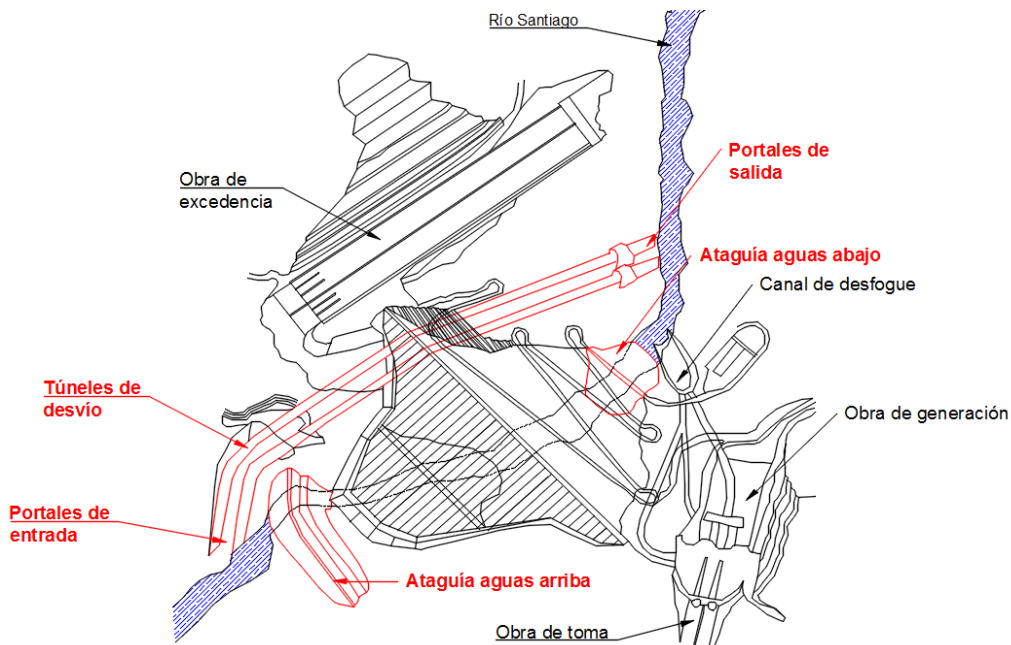 Río Santiago
Portales de
salida
Obra de
excedencia
Ataguía aguas abajo
Canal de desfogue
Túneles de
desvío
Obra de generación
Portales de
entrada
Ataguía aguas arriba
Obra de toma